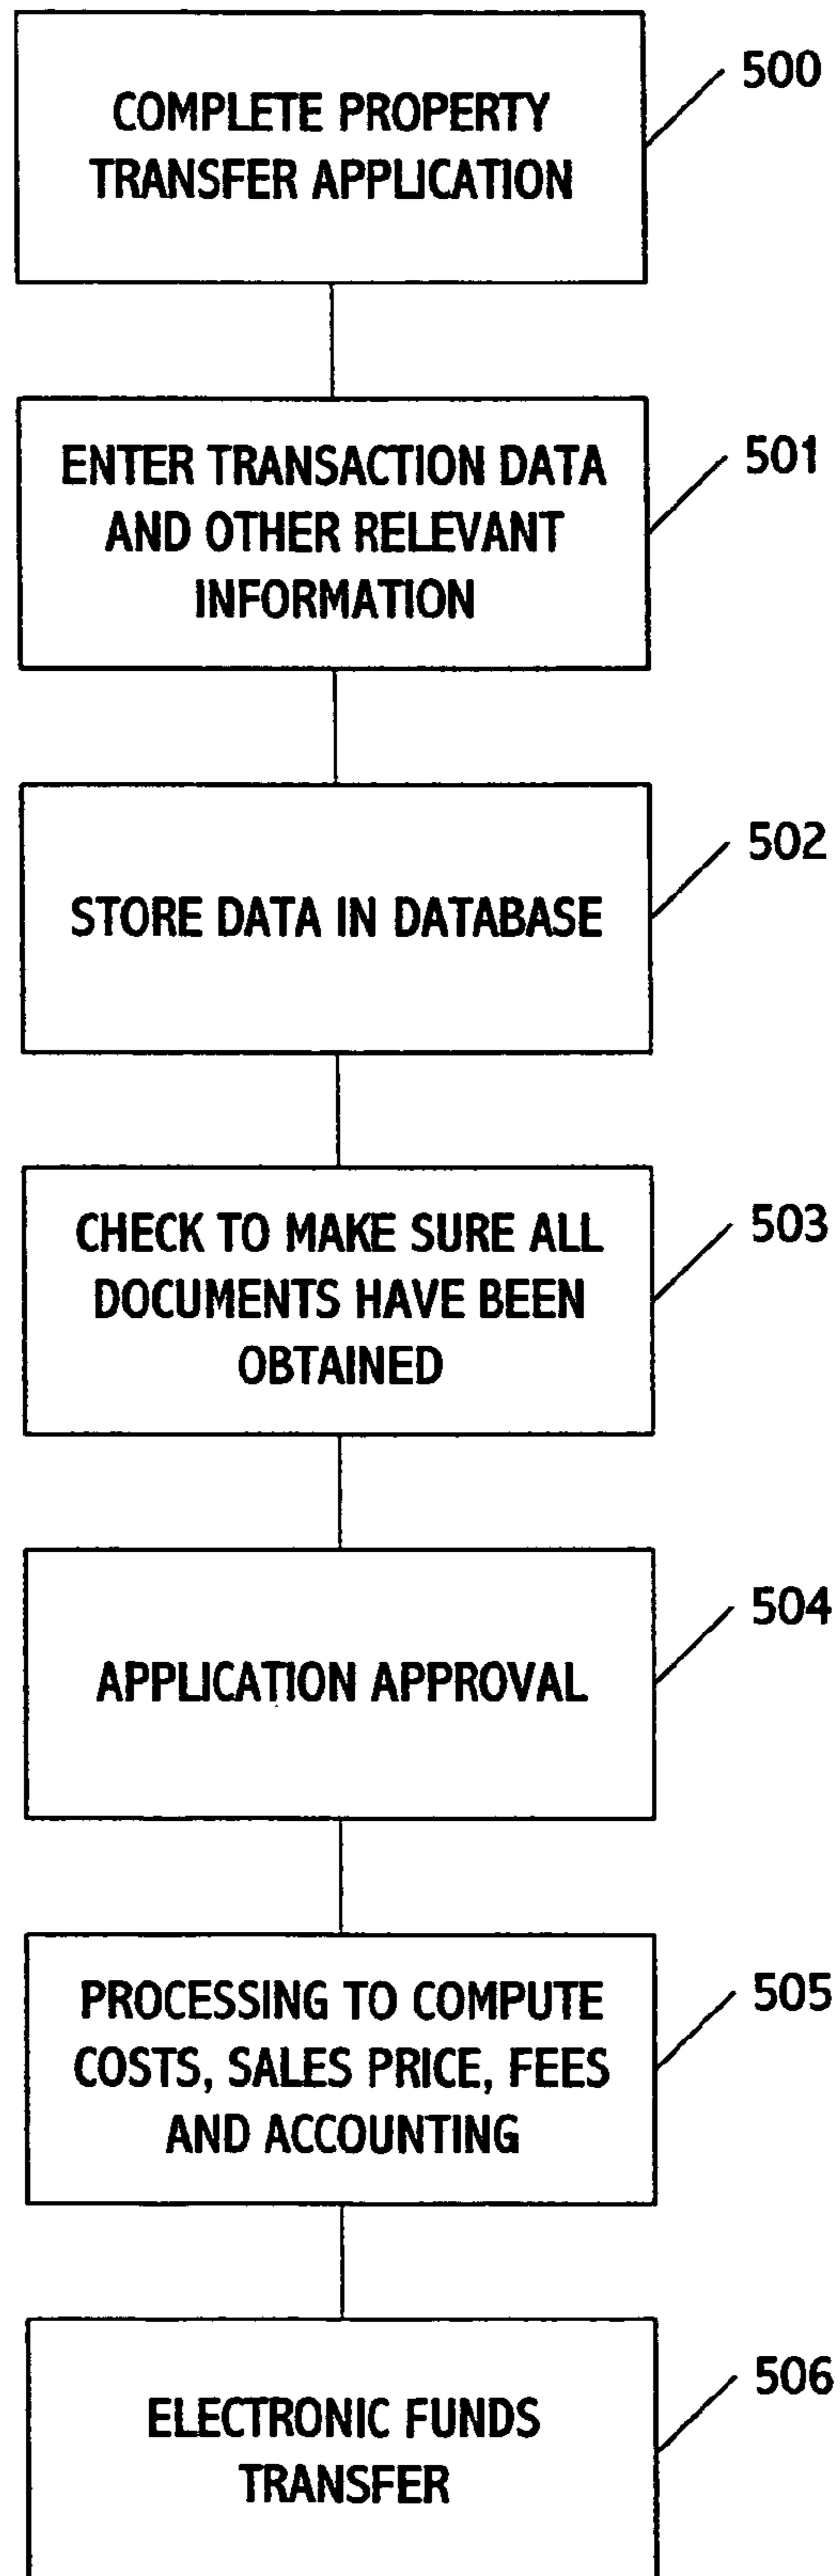 COMPLETE PROPERTY
TRANSFER APPLICATION
500
ENTER TRANSACTION DATA
AND OTHER RELEVANT
INFORMATION
501
STORE DATA IN DATABASE
502
CHECK TO MAKE SURE ALL
DOCUMENTS HAVE BEEN
OBTAINED
503
APPLICATION APPROVAL
504
PROCESSING TO COMPUTE
COSTS, SALES PRICE, FEES
AND ACCOUNTING
505
ELECTRONIC FUNDS
TRANSFER
506